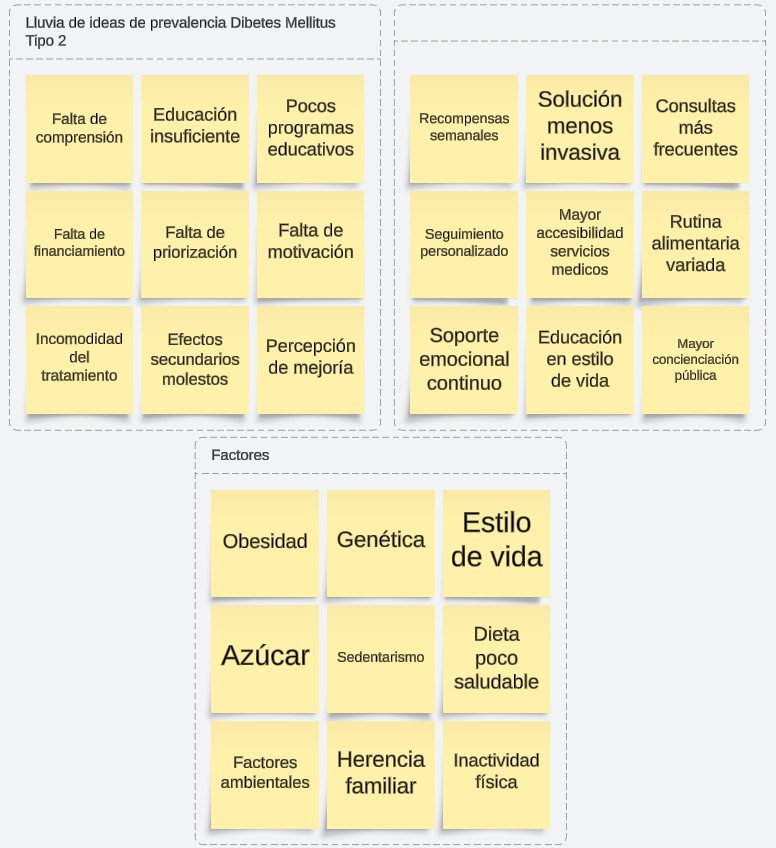 Lluvia de ideas de prevalencia Dibetes Mellitus
Tipo 2
Falta de
comprensión
Educación
insuficiente
Pocos
programas
educativos
Falta de
financiamiento
Falta de
priorización
Falta de
motivación
Incomodidad
del
tratamiento
Efectos
secundarios
molestos
Percepción
de mejoría
Recompensas
semanales
Solución
menos
invasiva
Consultas
más
frecuentes
Seguimiento
personalizado
Mayor
accesibilidad
servicios
medicos
Rutina
alimentaria
variada
Soporte
emocional
continuo
Educación
en estilo
de vida
Mayor
concienciación
pública
Factores
Obesidad
Genética
Estilo
de vida
Azúcar
Sedentarismo
Dieta
poco
saludable
Factores
ambientales
Herencia
familiar
Inactividad
física